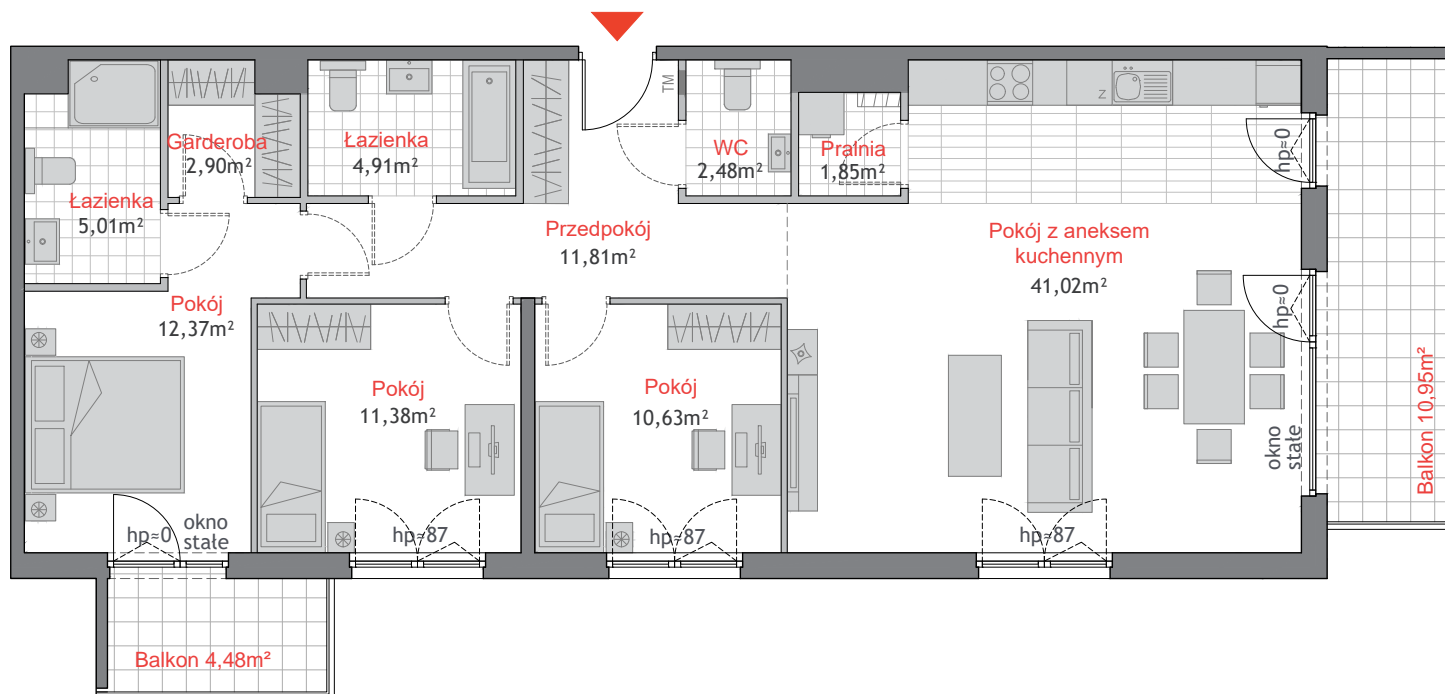 TM
Z
Garderoba
2,90m²
Łazienka
4,91m²
WC
2,48m²
Pralnia
1,85m²
hp≈0
Łazienka
5,01m²
Przedpokój
11,81m²
Pokój z aneksem
kuchennym
41,02m²
Pokój
12,37m²
hp≈0
Pokój
11,38m²
Pokój
10,63m²
Balkon 10,95m²
okno
stałe
hp≈0
okno
stałe
hp≈87
hp≈87
hp≈87
Balkon 4,48m²